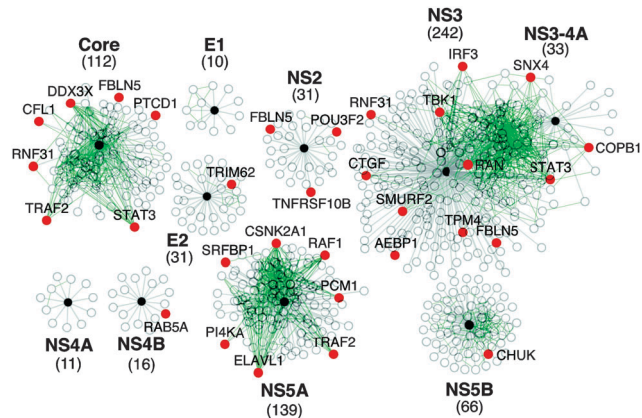 Core
(112)
DDX3X
FBLN5
PTCD1
CFL1
RNF31
TRAF2
STAT3
E1
(10)
TRIM62
E2
(31)
NS2
(31)
FBLN5
POU3F2
TNFRSF10B
NS3
(242)
IRF3
RNF31
TBK1
CTGF
RAN
SMURF2
TPM4
AEBP1
FBLN5
NS3-4A
(33)
SNX4
COPB1
STAT3
NS4A
(11)
NS4B
(16)
RAB5A
CSNK2A1
SRFBP1
RAF1
PCM1
PI4KA
TRAF2
ELAVL1
NS5A
(139)
CHUK
NS5B
(66)